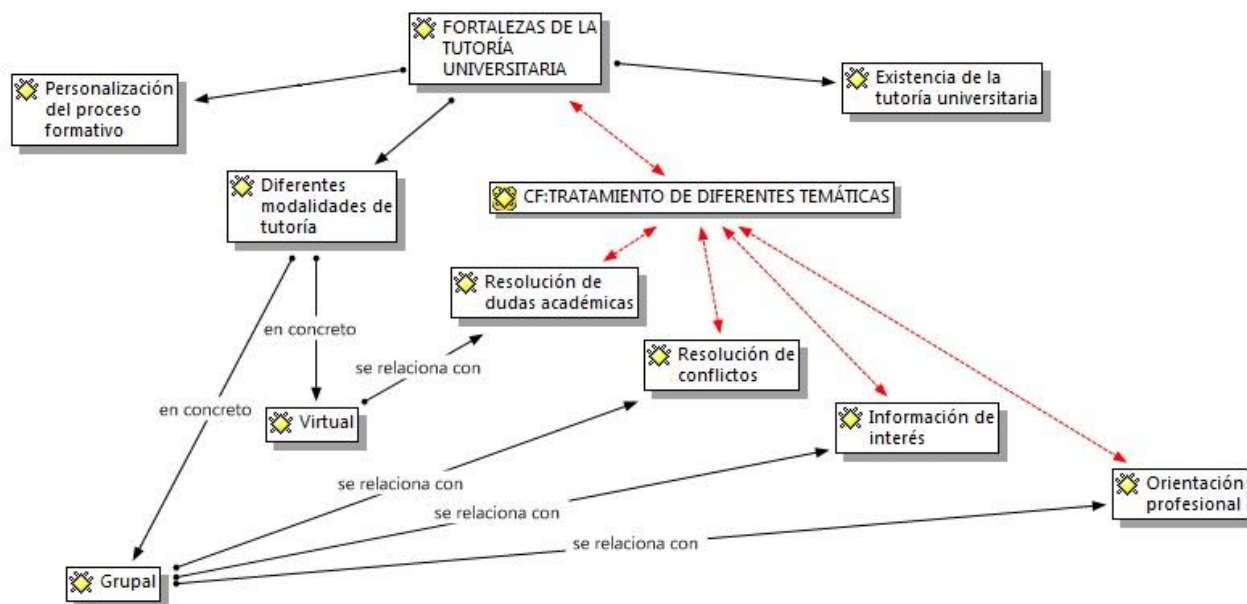 FORTALEZAS DE LA
TUTORÍA
UNIVERSITARIA
Personalización
del proceso
formativo
Existencia de la
tutoría universitaria
Diferentes
modalidades de
tutoría
CF:TRATAMIENTO DE DIFERENTES TEMÁTICAS
Resolución de
dudas académicas
en concreto
Resolución de
conflictos
se relaciona con
en concreto
Virtual
Información de
interés
se relaciona con
Orientación
profesional
se relaciona con
se relaciona con
Grupal